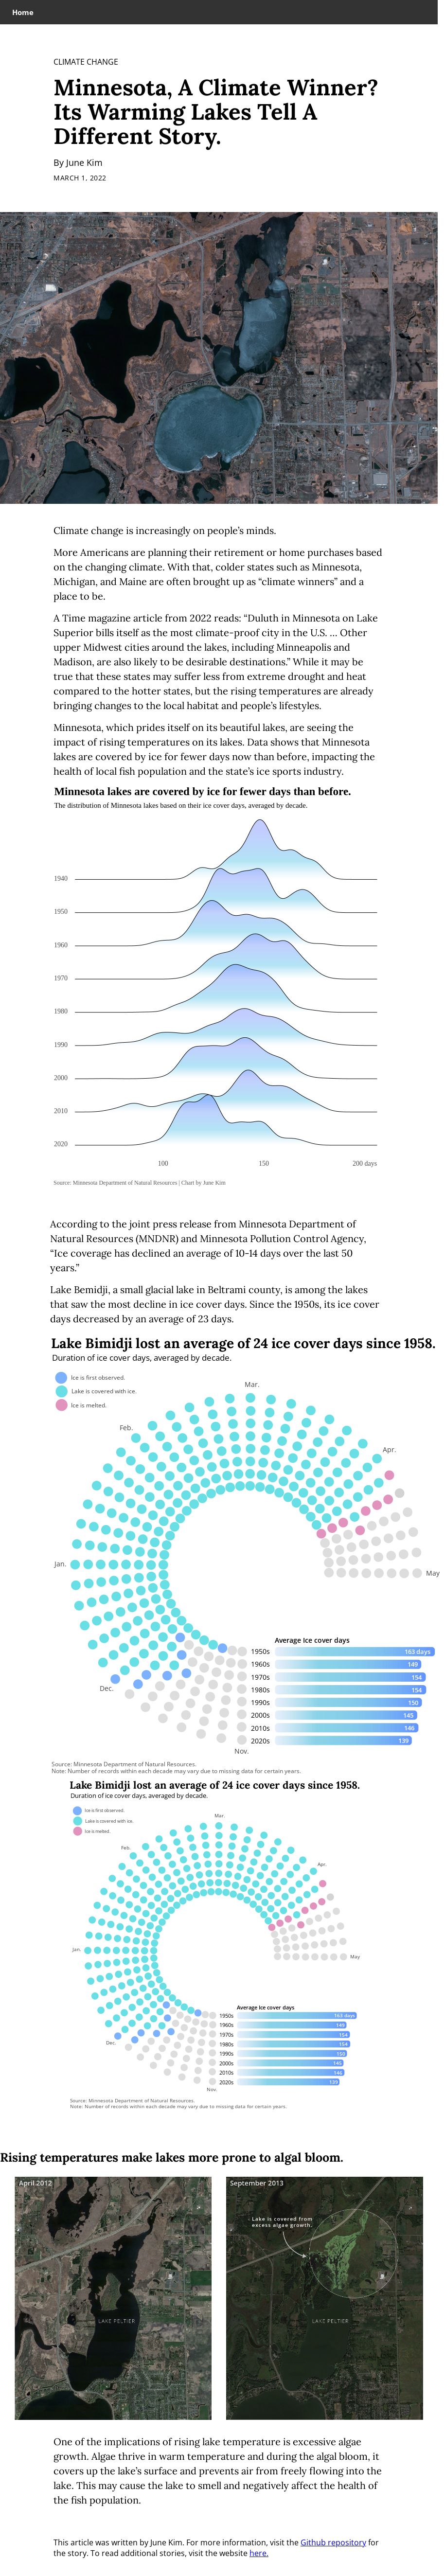 Home
CLIMATE CHANGE
Minnesota, A Climate Winner?
Its Warming Lakes Tell A
Different Story.
By June Kim
MARCH 1, 2022
Climate change is increasingly on people's minds.
More Americans are planning their retirement or home purchases based
on the changing climate. With that, colder states such as Minnesota,
Michigan, and Maine are often brought up as “climate winners” and a
place to be.
A Time magazine article from 2022 reads: “Duluth in Minnesota on Lake
Superior bills itself as the most climate-proof city in the U.S. … Other
upper Midwest cities around the lakes, including Minneapolis and
Madison, are also likely to be desirable destinations.” While it may be
true that these states may suffer less from extreme drought and heat
compared to the hotter states, but the rising temperatures are already
bringing changes to the local habitat and people's lifestyles.
Minnesota, which prides itself on its beautiful lakes, are seeing the
impact of rising temperatures on its lakes. Data shows that Minnesota
lakes are covered by ice for fewer days now than before, impacting the
health of local fish population and the state's ice sports industry.
Minnesota lakes are covered by ice for fewer days than before.
The distribution of Minnesota lakes based on their ice cover days, averaged by decade.
1940
1950
1960
1970
1980
1990
2000
2010
2020
100 150 200 days
Source: Minnesota Department of Natural Resources | Chart by June Kim
According to the joint press release from Minnesota Department of
Natural Resources (MNDNR) and Minnesota Pollution Control Agency,
“Ice coverage has declined an average of 10-14 days over the last 50
years.”
Lake Bemidji, a small glacial lake in Beltrami county, is among the lakes
that saw the most decline in ice cover days. Since the 1950s, its ice cover
days decreased by an average of 23 days.
Lake Bimidji lost an average of 24 ice cover days since 1958.
Duration of ice cover days, averaged by decade.
Ice is first observed.
Lake is covered with ice.
Ice is melted.
Mar.
Feb.
Apr.
Jan.
May
Dec.
Nov.
Average Ice cover days
1950s 163 days
1960s 149
1970s 154
1980s 154
1990s 150
2000s 145
2010s 146
2020s 139
Source: Minnesota Department of Natural Resources.
Note: Number of records within each decade may vary due to missing data for certain years.
Lake Bimidji lost an average of 24 ice cover days since 1958.
Duration of ice cover days, averaged by decade.
Ice is first observed.
Lake is covered with ice.
Ice is melted.
Mar.
Feb.
Apr.
Jan.
May
Dec.
Nov.
Average Ice cover days
1950s 163 days
1960s 149
1970s 154
1980s 154
1990s 150
2000s 145
2010s 146
2020s 139
Source: Minnesota Department of Natural Resources.
Note: Number of records within each decade may vary due to missing data for certain years.
Rising temperatures make lakes more prone to algal bloom.
April 2012
LAKE PELTIER
September 2013
Lake is covered from
excess algae growth.
LAKE PELTIER
One of the implications of rising lake temperature is excessive algae
growth. Algae thrive in warm temperature and during the algal bloom, it
covers up the lake's surface and prevents air from freely flowing into the
lake. This may cause the lake to smell and negatively affect the health of
the fish population.
This article was written by June Kim. For more information, visit the Github repository for
the story. To read additional stories, visit the website here.